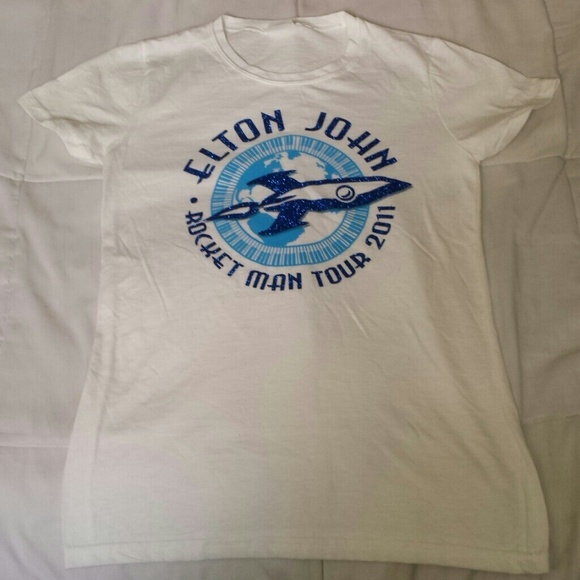 ELTON JOHN
• ROCKET MAN TOUR 2011